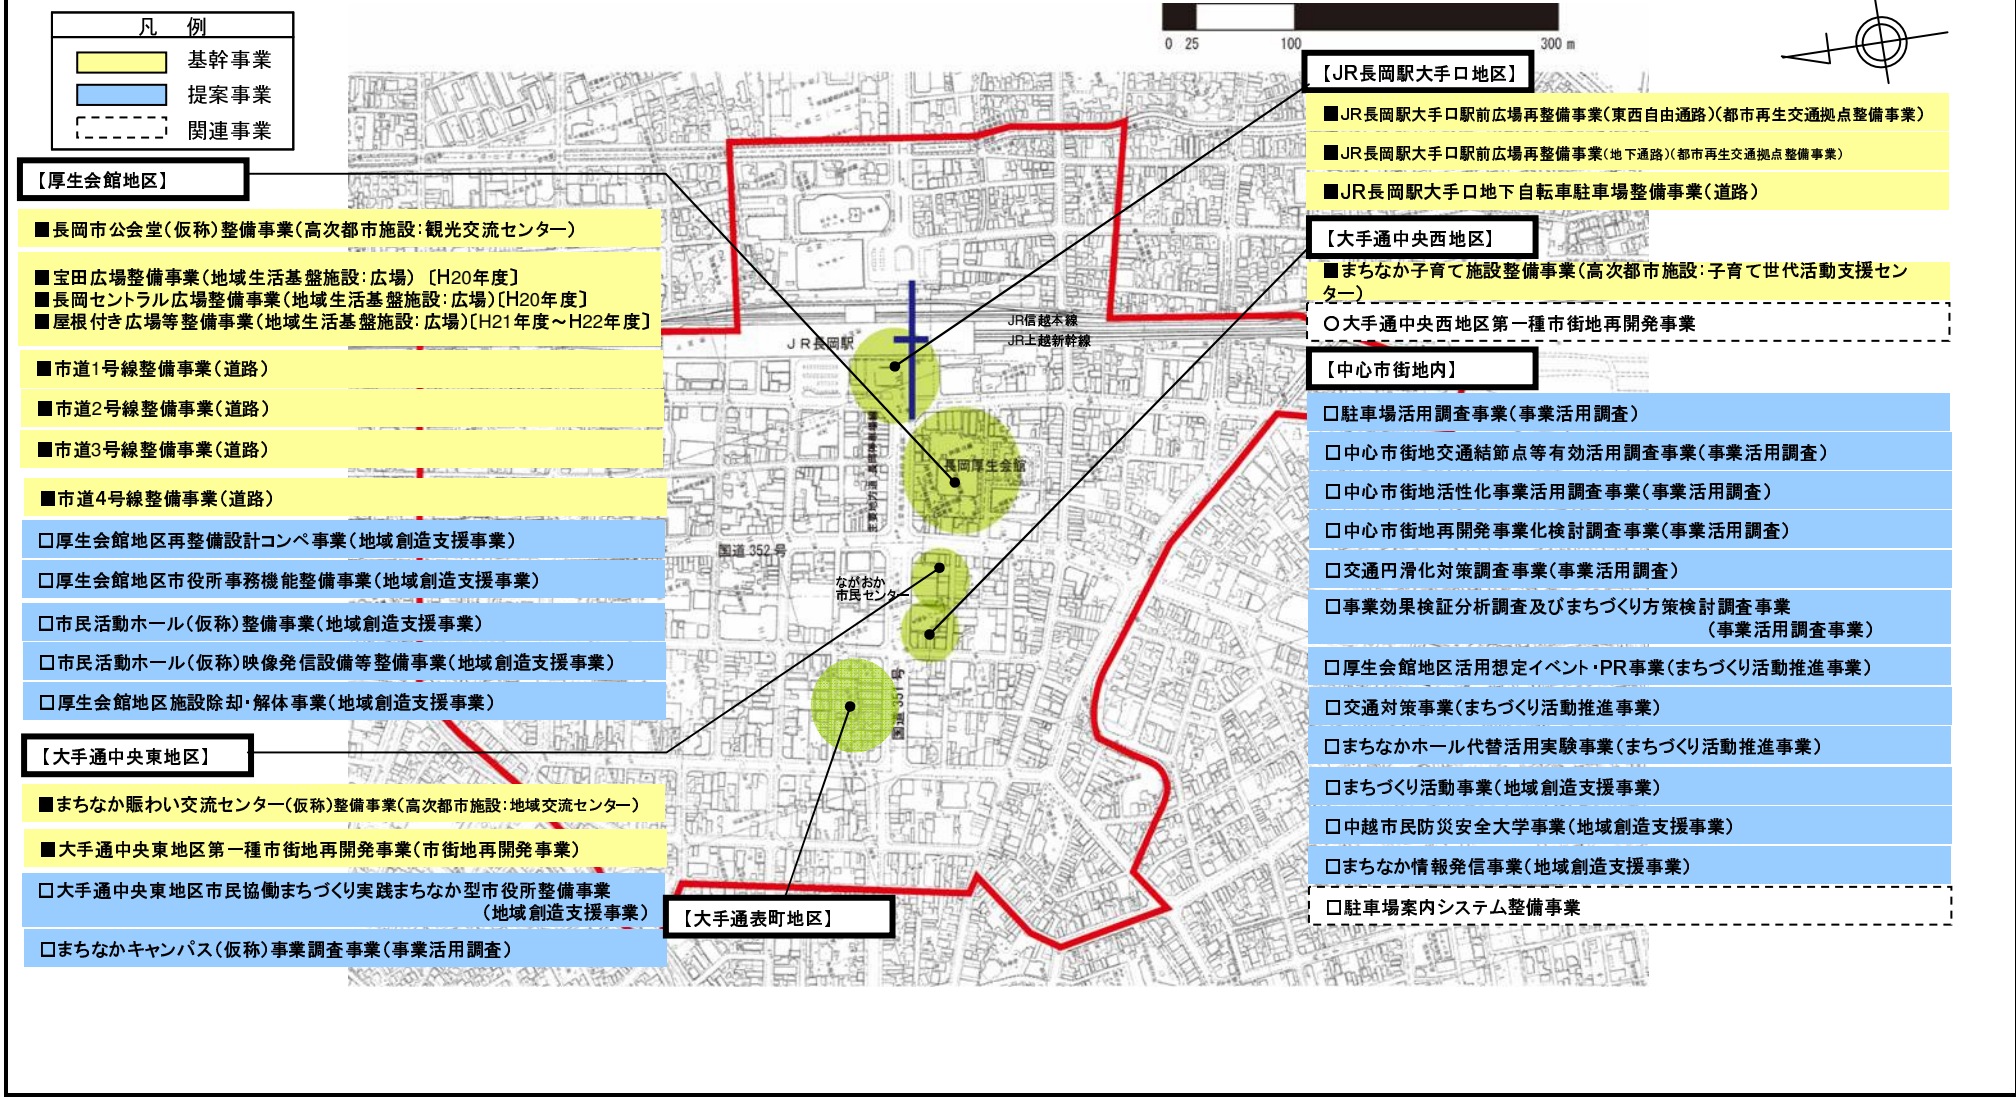 凡 例
基幹事業
提案事業
関連事業
0 25 100 300 m
【厚生会館地区】
■長岡市公会堂(仮称)整備事業(高次都市施設:観光交流センター)
■宝田広場整備事業(地域生活基盤施設:広場) 〔H20年度〕
■長岡セントラル広場整備事業(地域生活基盤施設:広場)〔H20年度〕
■屋根付き広場等整備事業(地域生活基盤施設:広場)〔H21年度～H22年度〕
■市道1号線整備事業(道路)
■市道2号線整備事業(道路)
■市道3号線整備事業(道路)
■市道4号線整備事業(道路)
□厚生会館地区再整備設計コンペ事業(地域創造支援事業)
□厚生会館地区市役所事務機能整備事業(地域創造支援事業)
□市民活動ホール(仮称)整備事業(地域創造支援事業)
□市民活動ホール(仮称)映像発信設備等整備事業(地域創造支援事業)
□厚生会館地区施設除却・解体事業(地域創造支援事業)
【大手通中央東地区】
■まちなか賑わい交流センター(仮称)整備事業(高次都市施設:地域交流センター)
■大手通中央東地区第一種市街地再開発事業(市街地再開発事業)
□大手通中央東地区市民協働まちづくり実践まちなか型市役所整備事業
(地域創造支援事業)
□まちなかキャンパス(仮称)事業調査事業(事業活用調査)
ＪＲ長岡駅
JR信越本線
JR上越新幹線
長岡厚生会館
国道 352 号
ながおか
市民センター
国道 351 号
【大手通表町地区】
【JR長岡駅大手口地区】
■JR長岡駅大手口駅前広場再整備事業(東西自由通路)(都市再生交通拠点整備事業)
■JR長岡駅大手口駅前広場再整備事業(地下通路)(都市再生交通拠点整備事業)
■JR長岡駅大手口地下自転車駐車場整備事業(道路)
【大手通中央西地区】
■まちなか子育て施設整備事業(高次都市施設:子育て世代活動支援セン
ター)
○大手通中央西地区第一種市街地再開発事業
【中心市街地内】
□駐車場活用調査事業(事業活用調査)
□中心市街地交通結節点等有効活用調査事業(事業活用調査)
□中心市街地活性化事業活用調査事業(事業活用調査)
□中心市街地再開発事業化検討調査事業(事業活用調査)
□交通円滑化対策調査事業(事業活用調査)
□事業効果検証分析調査及びまちづくり方策検討調査事業
(事業活用調査事業)
□厚生会館地区活用想定イベント・PR事業(まちづくり活動推進事業)
□交通対策事業(まちづくり活動推進事業)
□まちなかホール代替活用実験事業(まちづくり活動推進事業)
□まちづくり活動事業(地域創造支援事業)
□中越市民防災安全大学事業(地域創造支援事業)
□まちなか情報発信事業(地域創造支援事業)
□駐車場案内システム整備事業